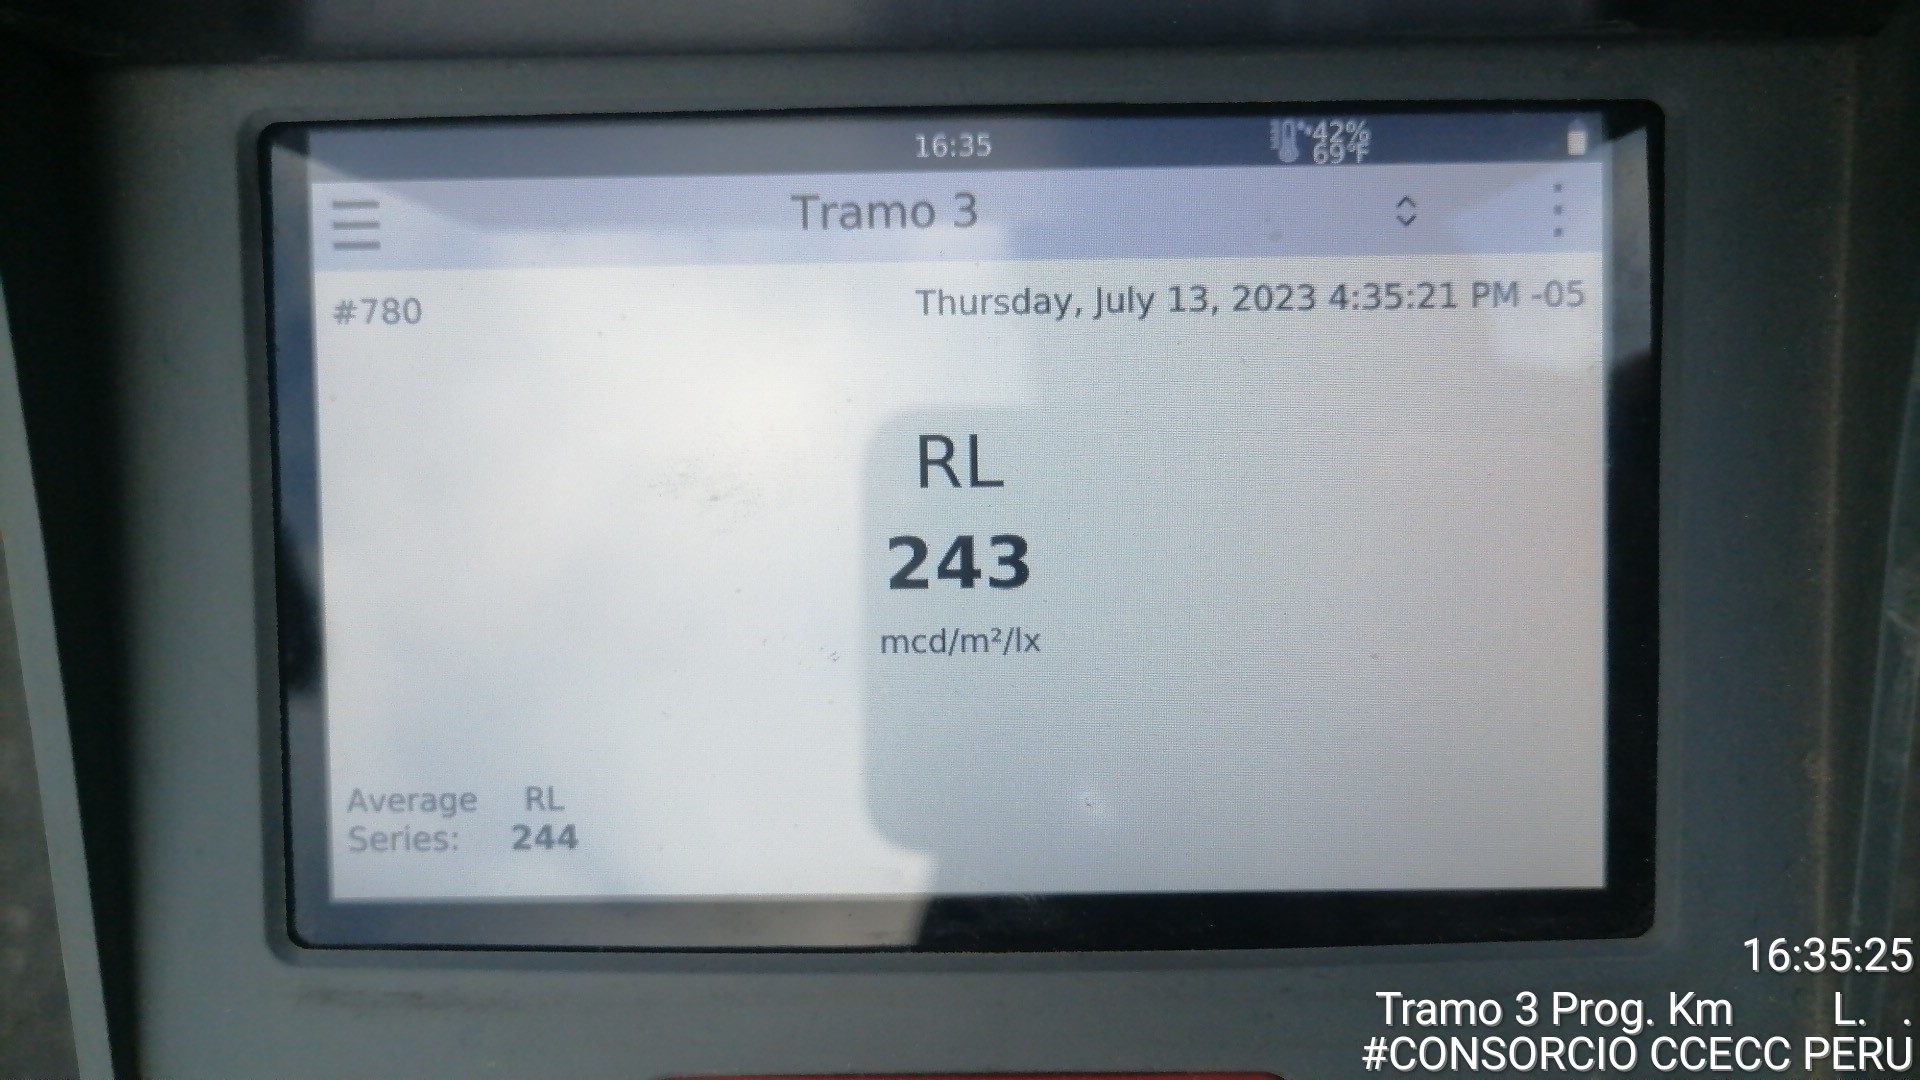 16:35
42%
69°F
Tramo 3
#780
Thursday, July 13, 2023 4:35:21 PM -05
RL
243
mcd/m²/lx
Average RL
Series: 244
16:35:25
Tramo 3 Prog. Km L. .
#CONSORCIO CCECC PERU